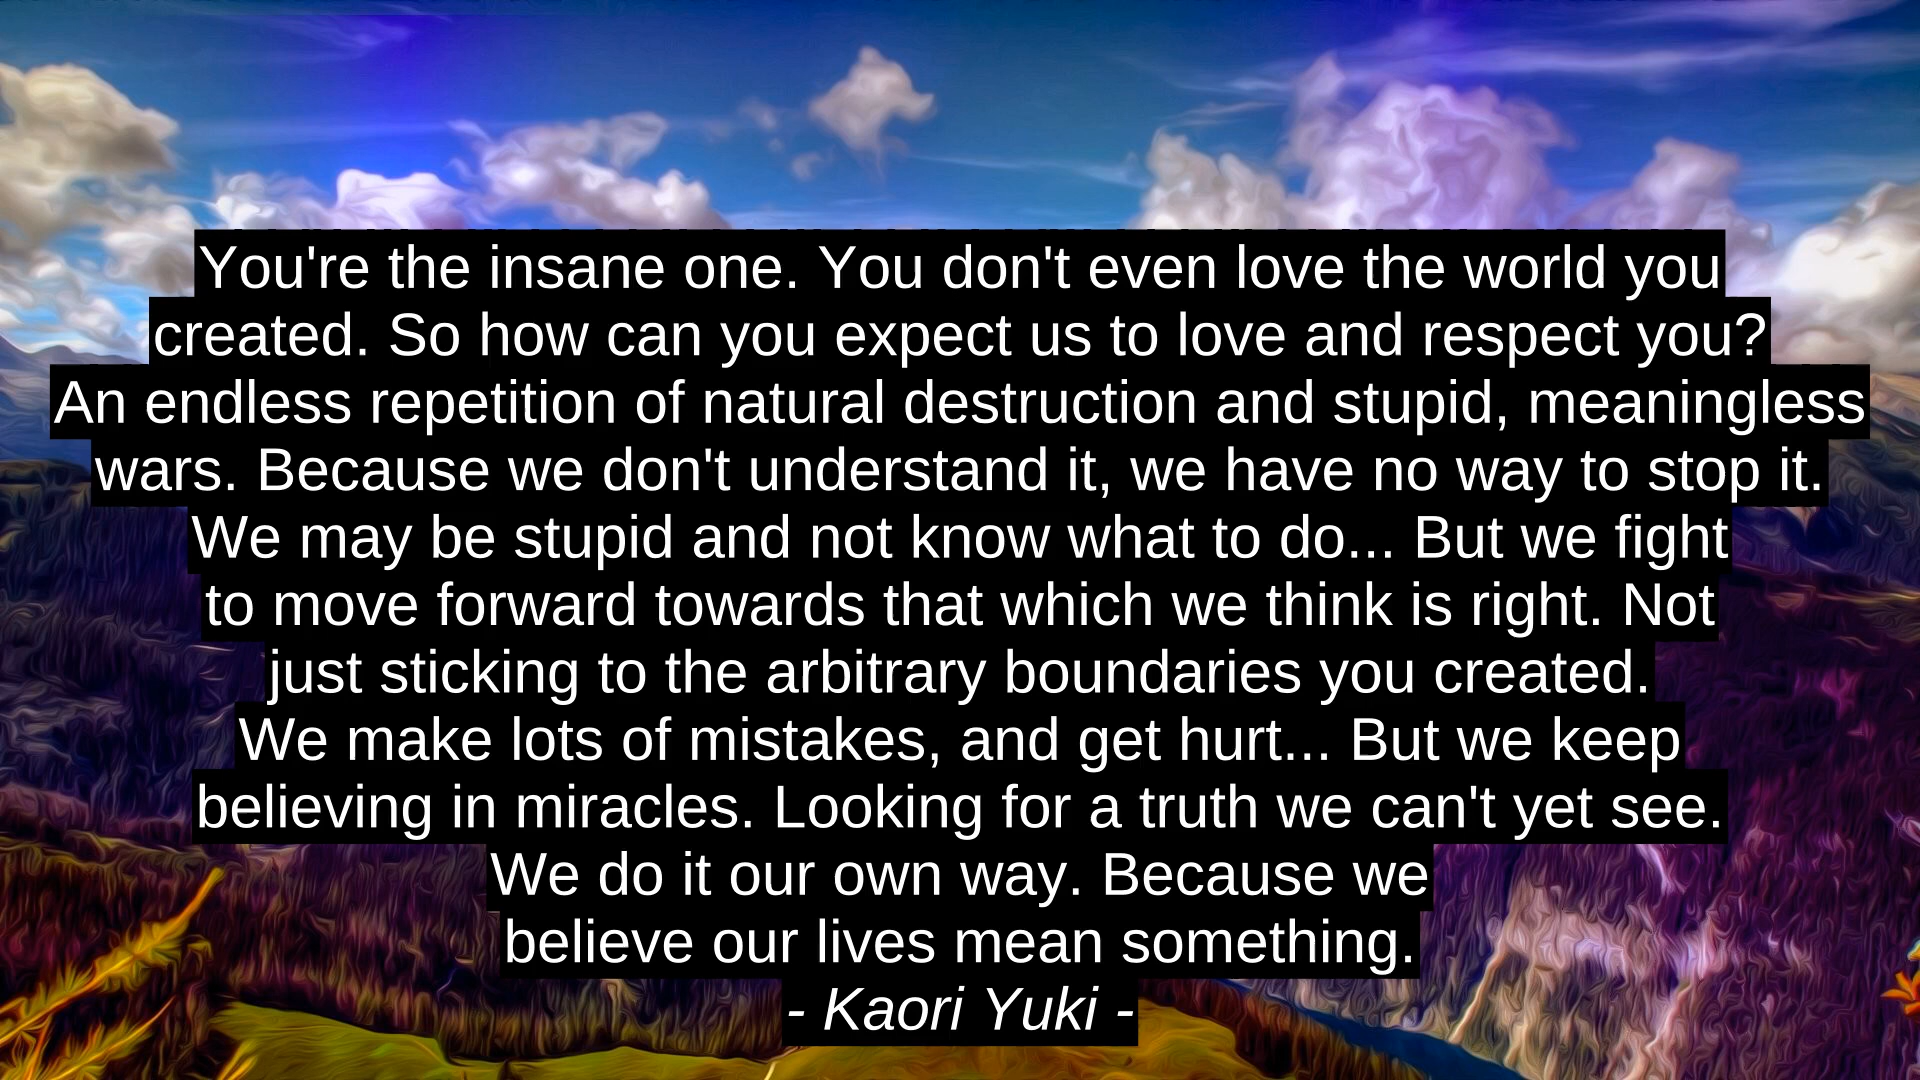 You're the insane one. You don't even love the world you
created. So how can you expect us to love and respect you?
An endless repetition of natural destruction and stupid, meaningless
wars. Because we don't understand it, we have no way to stop it.
We may be stupid and not know what to do... But we fight
to move forward towards that which we think is right. Not
just sticking to the arbitrary boundaries you created.
We make lots of mistakes, and get hurt... But we keep
believing in miracles. Looking for a truth we can't yet see.
We do it our own way. Because we
believe our lives mean something.
- Kaori Yuki -